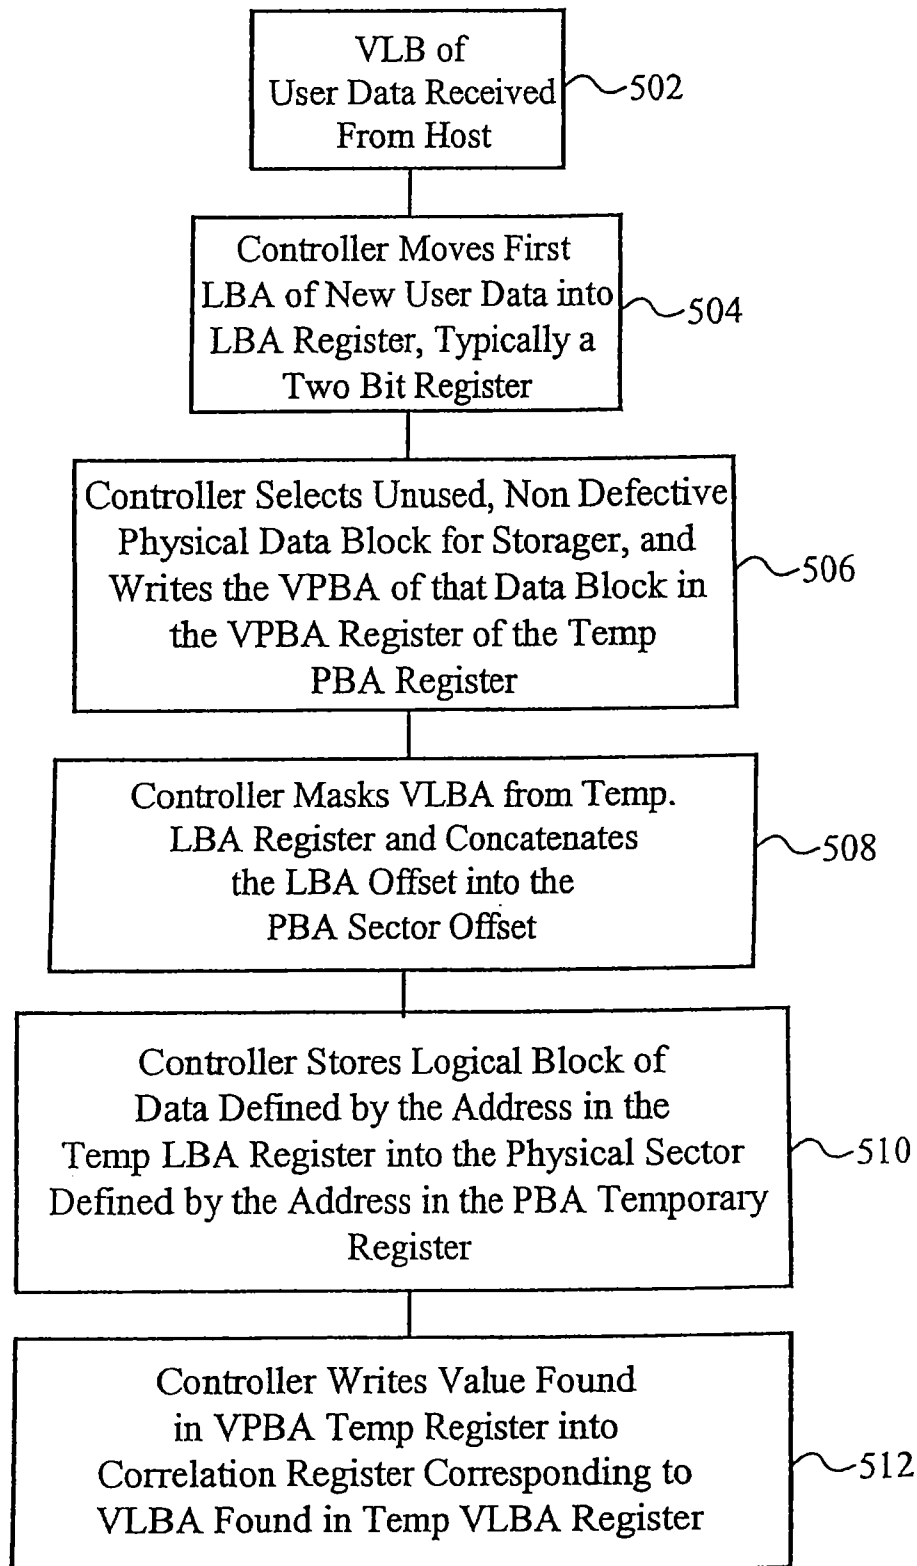 VLB of
User Data Received
From Host
502
Controller Moves First
LBA of New User Data into
LBA Register, Typically a
Two Bit Register
504
Controller Selects Unused, Non Defective
Physical Data Block for Storager, and
Writes the VPBA of that Data Block in
the VPBA Register of the Temp
PBA Register
506
Controller Masks VLBA from Temp.
LBA Register and Concatenates
the LBA Offset into the
PBA Sector Offset
508
Controller Stores Logical Block of
Data Defined by the Address in the
Temp LBA Register into the Physical Sector
Defined by the Address in the PBA Temporary
Register
510
Controller Writes Value Found
in VPBA Temp Register into
Correlation Register Corresponding to
VLBA Found in Temp VLBA Register
512